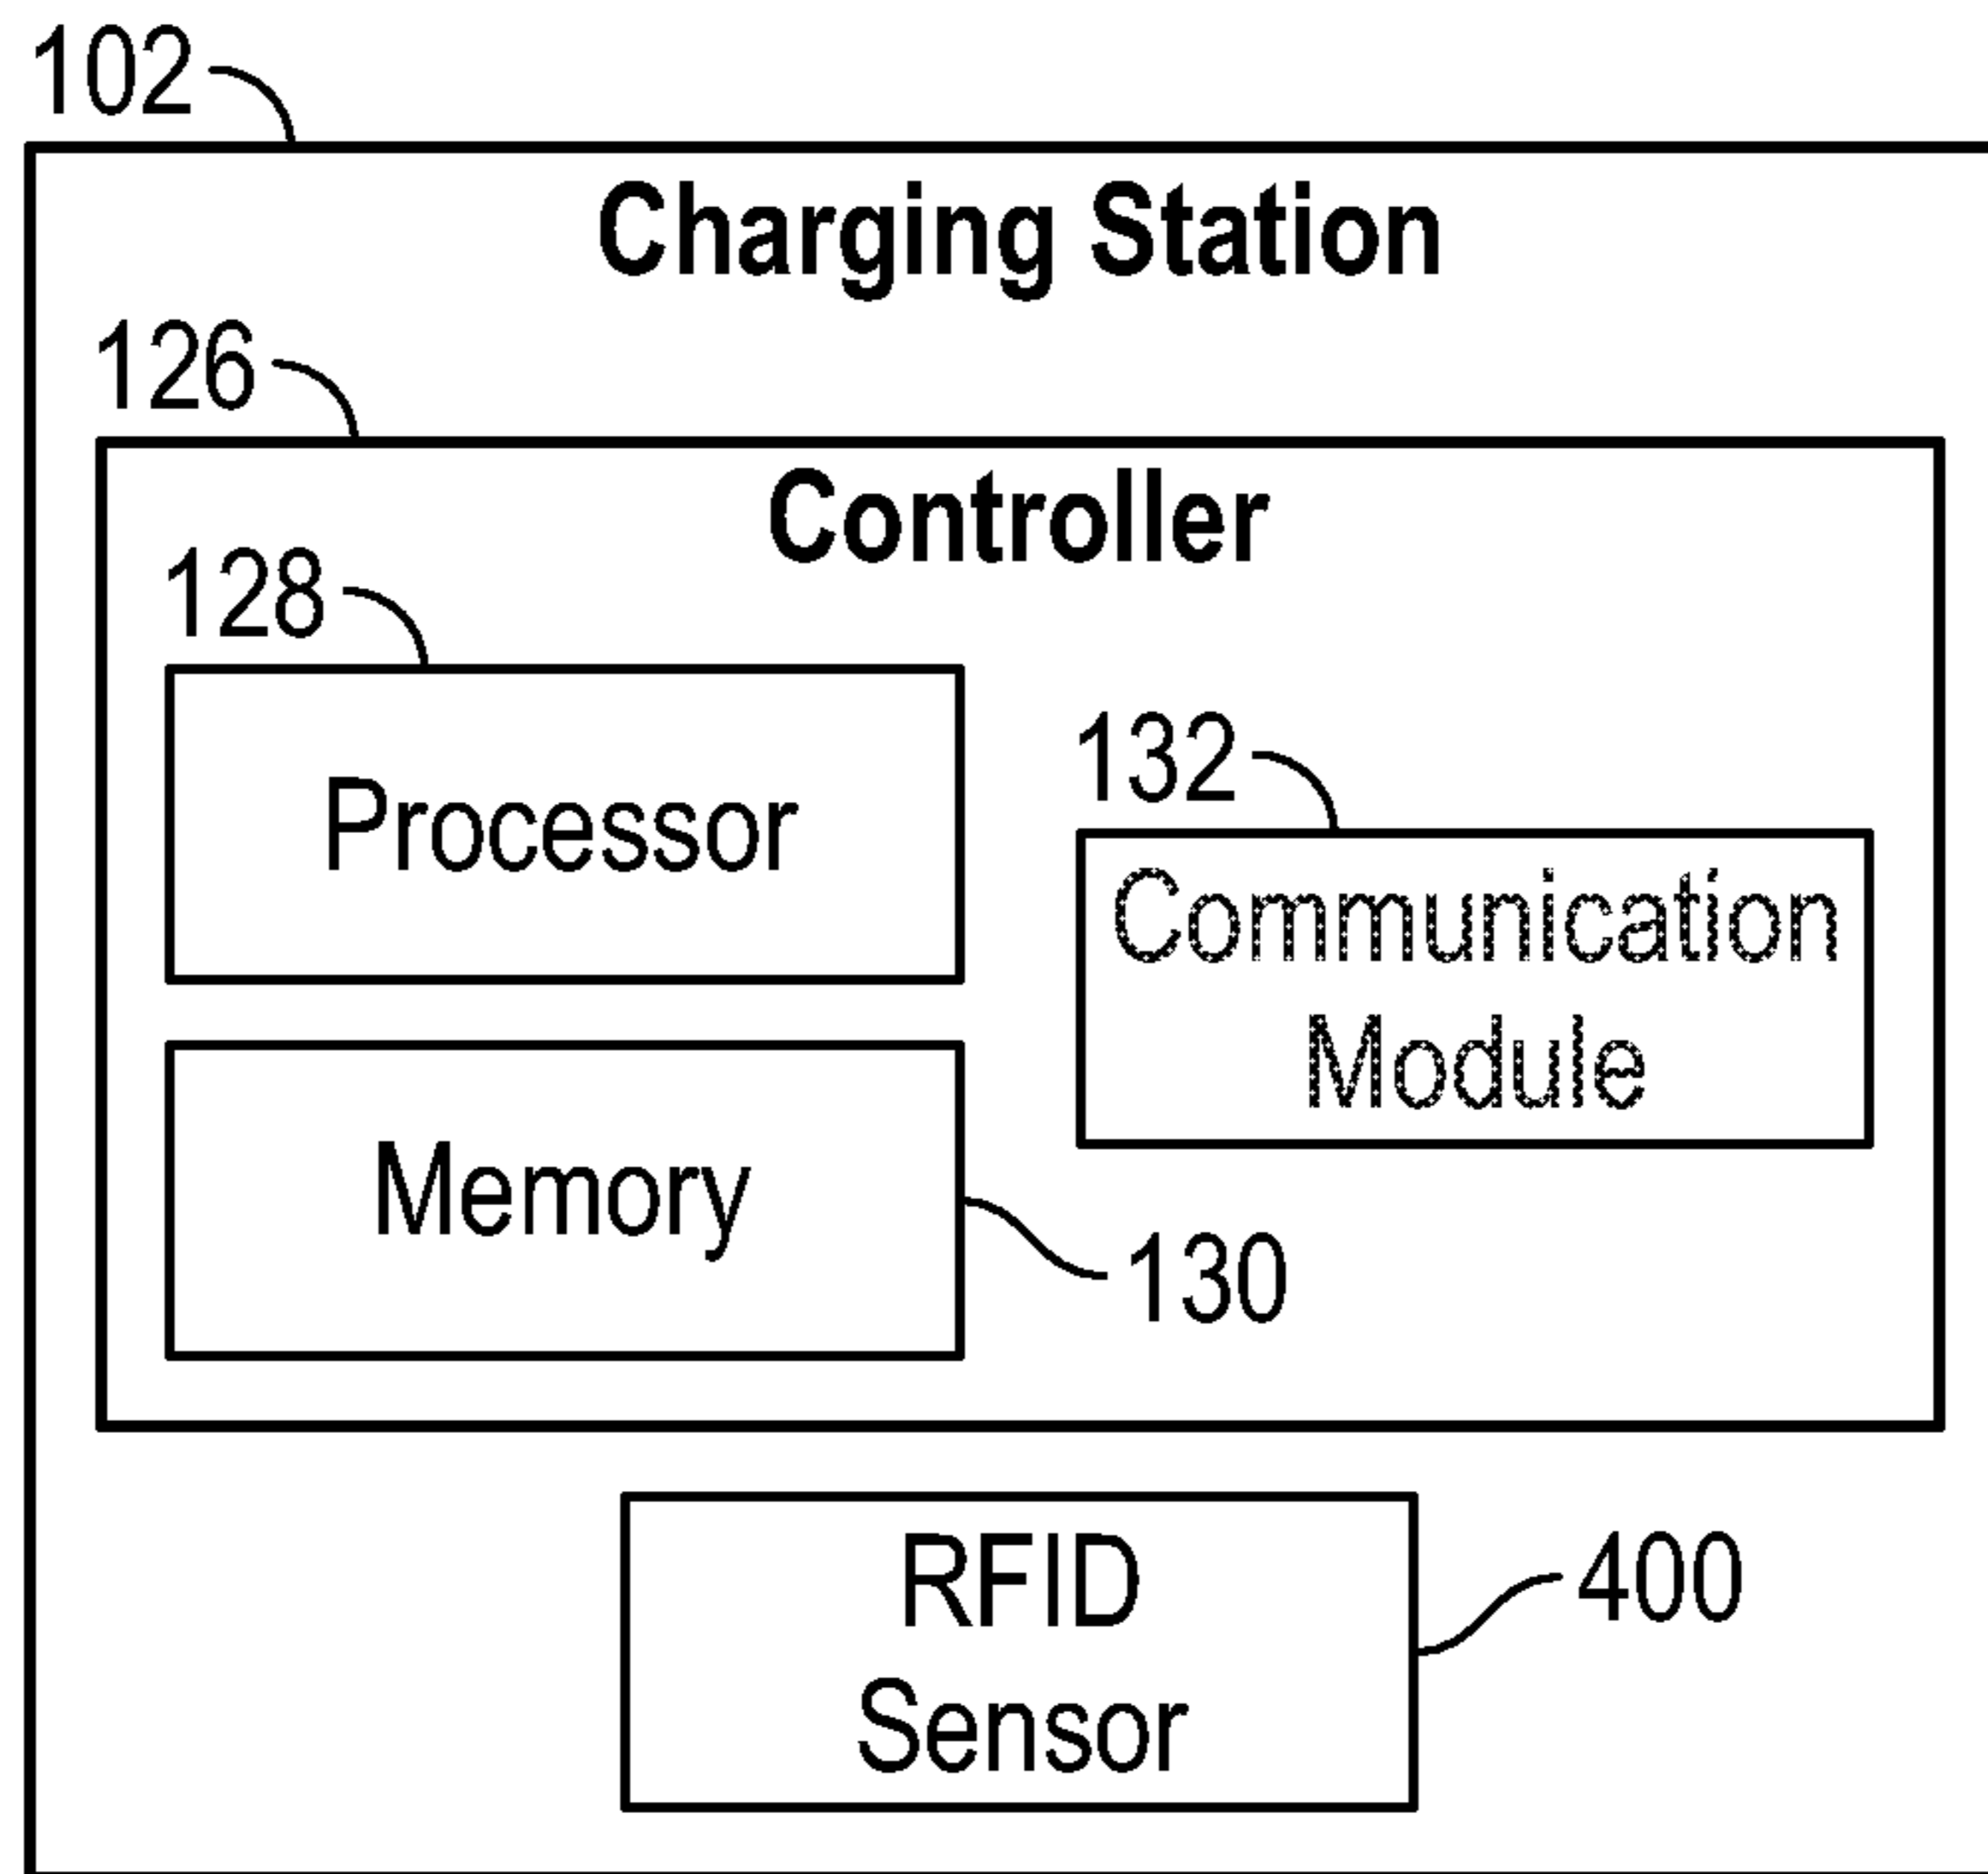 102
Charging Station
126
Controller
128
Processor
132
Communication
Module
Memory
130
RFID
Sensor
400